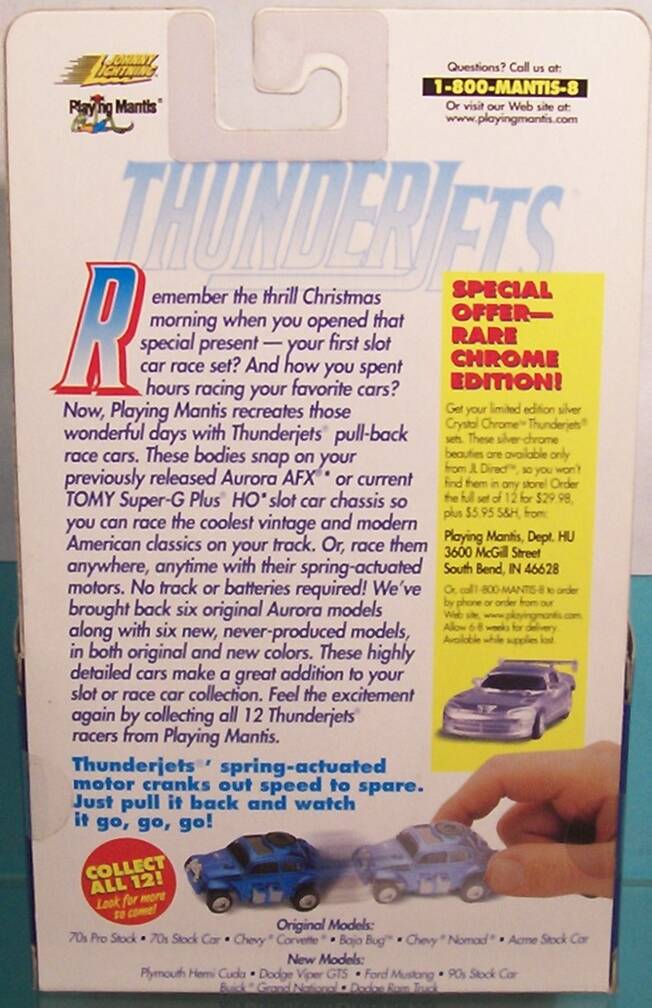 JOHNNY
LIGHTNING
Playing Mantis®
Questions? Call us at:
1-800-MANTIS-8
Or visit our Web site at:
www.playingmantis.com
THUNDERJETS
Remember the thrill Christmas
morning when you opened that
special present — your first slot
car race set? And how you spent
hours racing your favorite cars?
Now, Playing Mantis recreates those
wonderful days with Thunderjets® pull-back
race cars. These bodies snap on your
previously released Aurora AFX®* or current
TOMY Super-G Plus® HO* slot car chassis so
you can race the coolest vintage and modern
American classics on your track. Or, race them
anywhere, anytime with their spring-actuated
motors. No track or batteries required! We've
brought back six original Aurora models
along with six new, never-produced models,
in both original and new colors. These highly
detailed cars make a great addition to your
slot or race car collection. Feel the excitement
again by collecting all 12 Thunderjets®
racers from Playing Mantis.
Thunderjets®' spring-actuated
motor cranks out speed to spare.
Just pull it back and watch
it go, go, go!
SPECIAL
OFFER—
RARE
CHROME
EDITION!
Get your limited edition silver
Crystal Chrome™ Thunderjets®
sets. These silver-chrome
beauties are available only
from JL Direct™, so you won't
find them in any store! Order
the full set of 12 for $29.98,
plus $5.95 S&H, from:
Playing Mantis, Dept. HU
3600 McGill Street
South Bend, IN 46628
Or, call 1-800-MANTIS-8 to order
by phone or order from our
Web site, www.playingmantis.com.
Allow 6-8 weeks for delivery.
Available while supplies last.
COLLECT
ALL 12!
Look for more
to come!
Original Models:
70s Pro Stock • 70s Stock Car • Chevy® Corvette® • Baja Bug™ • Chevy® Nomad® • Acme Stock Car
New Models:
Plymouth Hemi Cuda • Dodge Viper GTS • Ford Mustang • 90s Stock Car
Buick® Grand National • Dodge Ram Truck